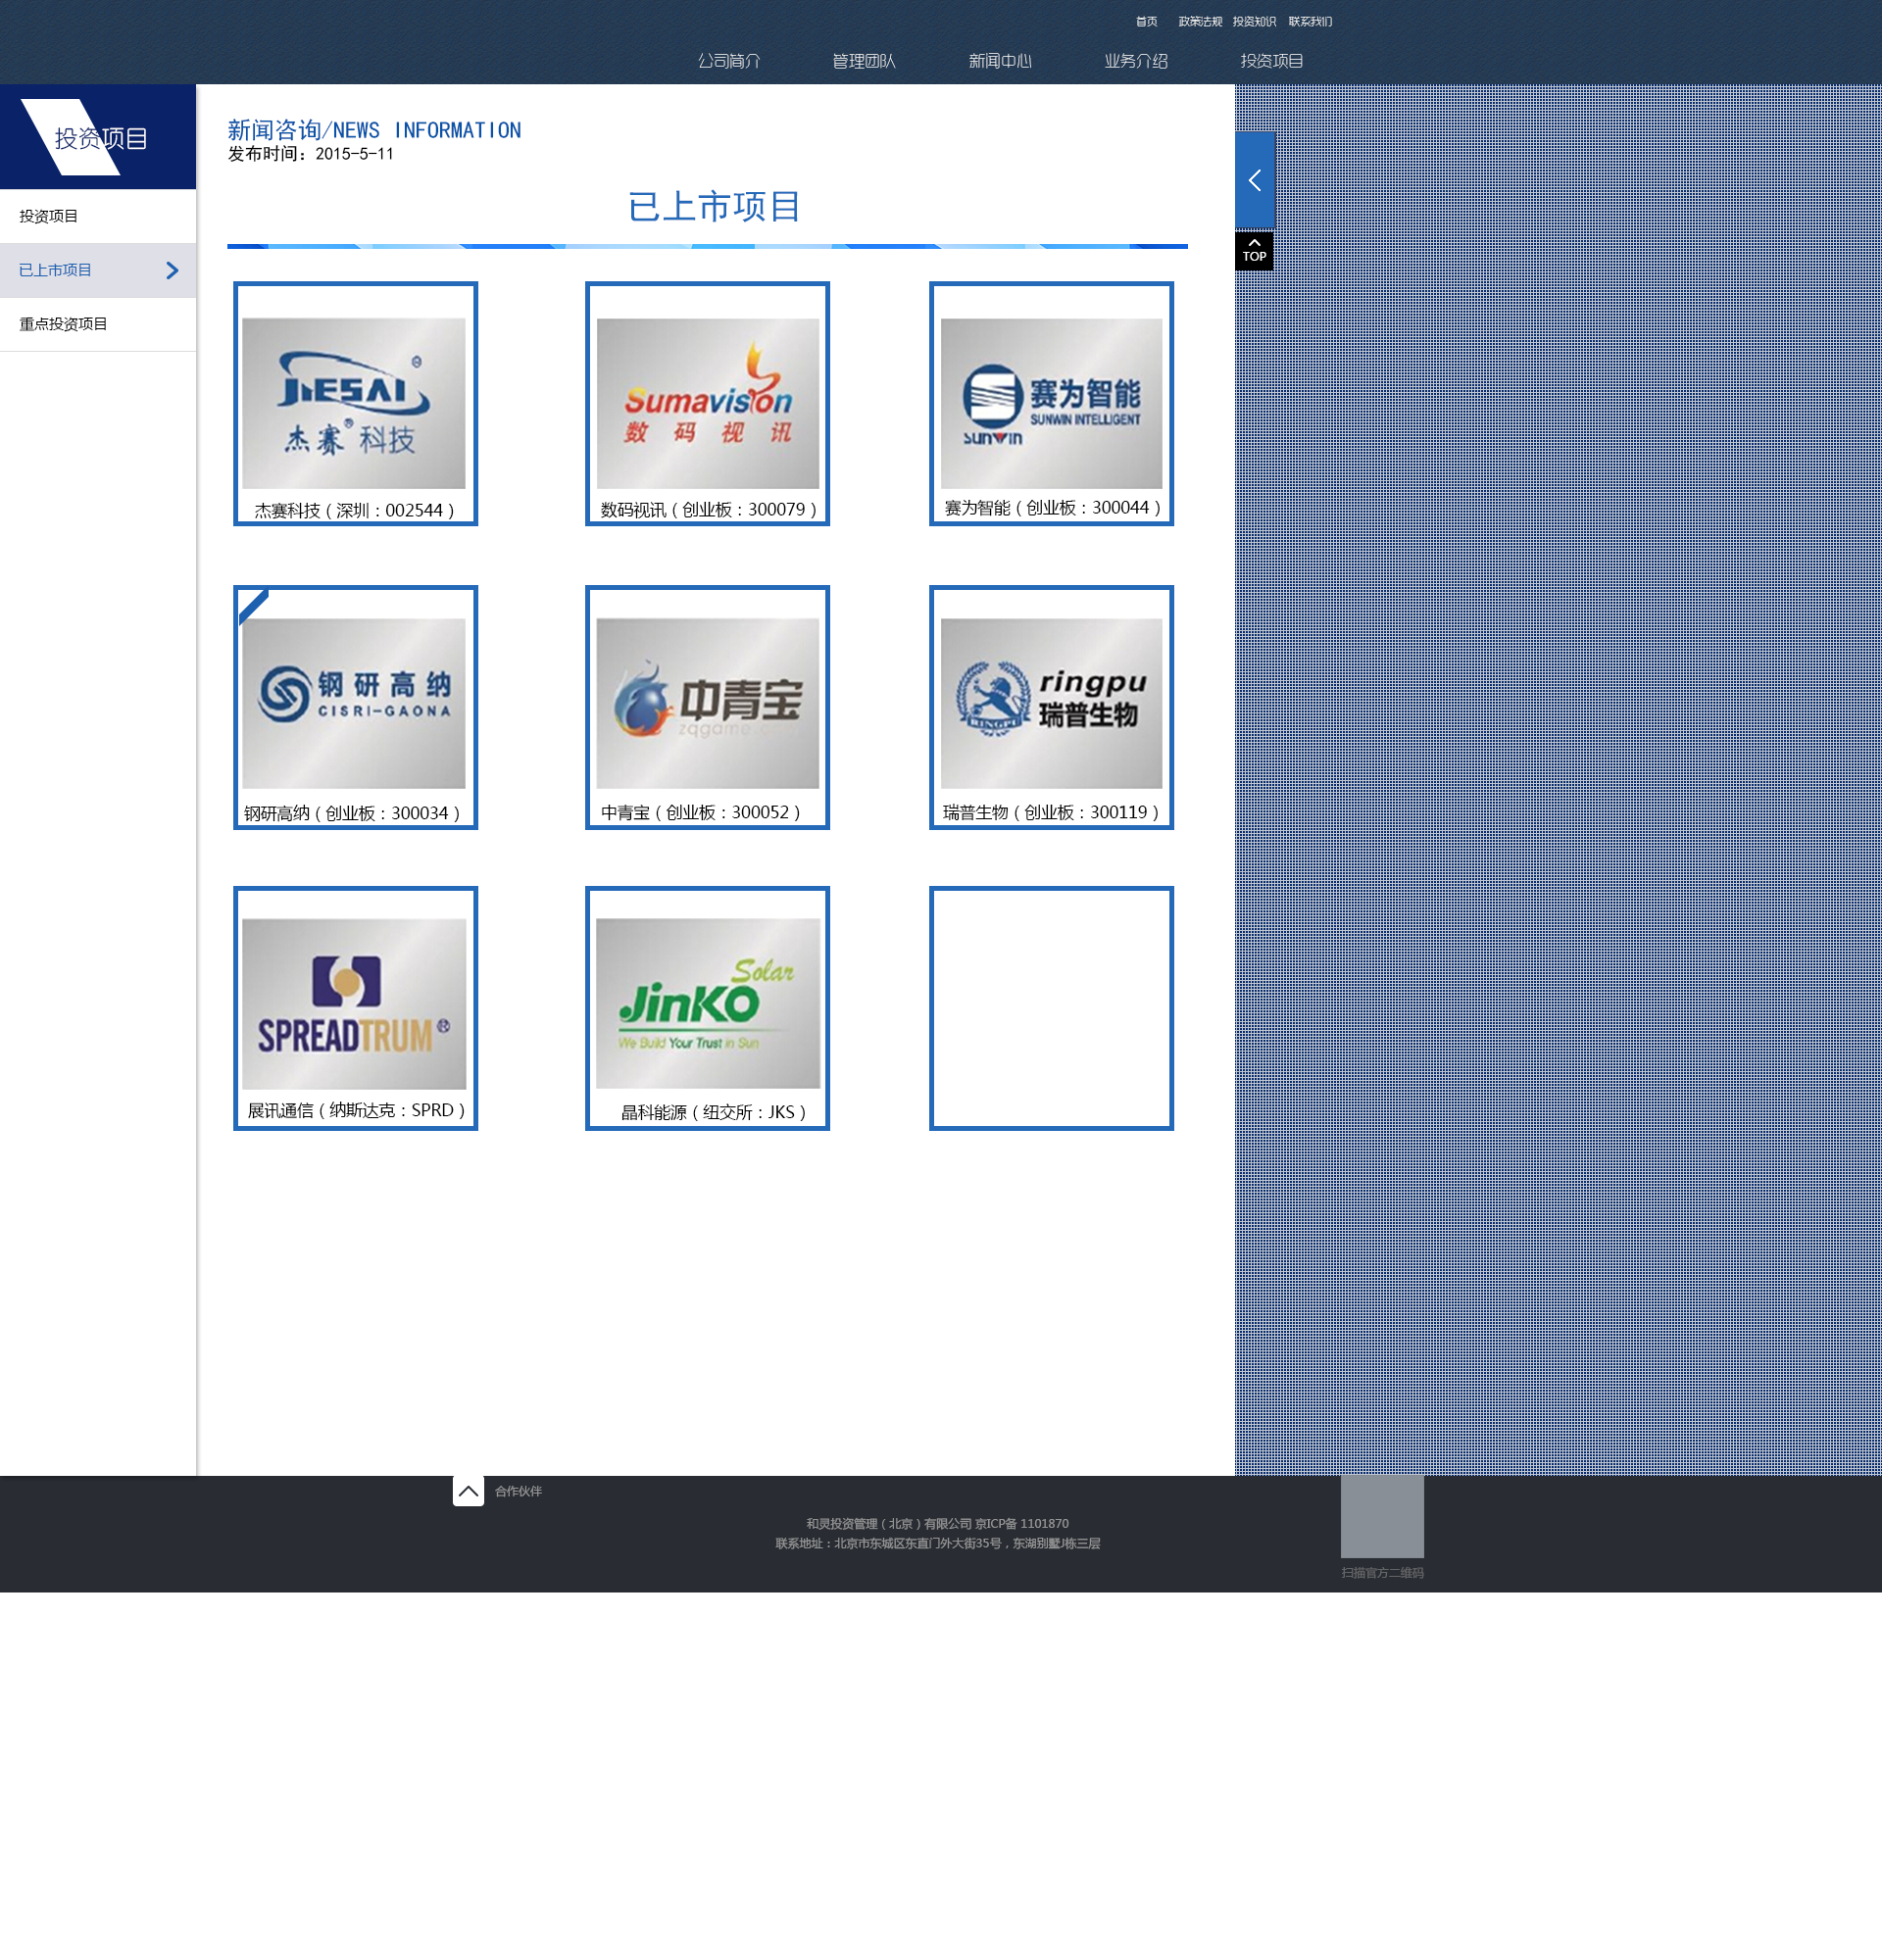 首页 政策法规 投资知识 联系我们
公司简介 管理团队 新闻中心 业务介绍 投资项目
投资项目
投资项目
已上市项目
重点投资项目
新闻咨询/NEWS INFORMATION
发布时间：2015-5-11
已上市项目
TOP
JIESAI®
杰赛®科技
杰赛科技（深圳：002544）
Sumavision
数码视讯
数码视讯（创业板：300079）
sunwin
赛为智能
SUNWIN INTELLIGENT
赛为智能（创业板：300044）
钢研高纳
CISRI-GAONA
钢研高纳（创业板：300034）
中青宝
zqgame.com
中青宝（创业板：300052）
RINGPU
ringpu
瑞普生物
瑞普生物（创业板：300119）
SPREADTRUM®
展讯通信（纳斯达克：SPRD）
Solar
JinKO
We Build Your Trust in Sun
晶科能源（纽交所：JKS）
合作伙伴
和灵投资管理（北京）有限公司 京ICP备 1101870
联系地址：北京市东城区东直门外大街35号，东湖别墅J栋三层
扫描官方二维码